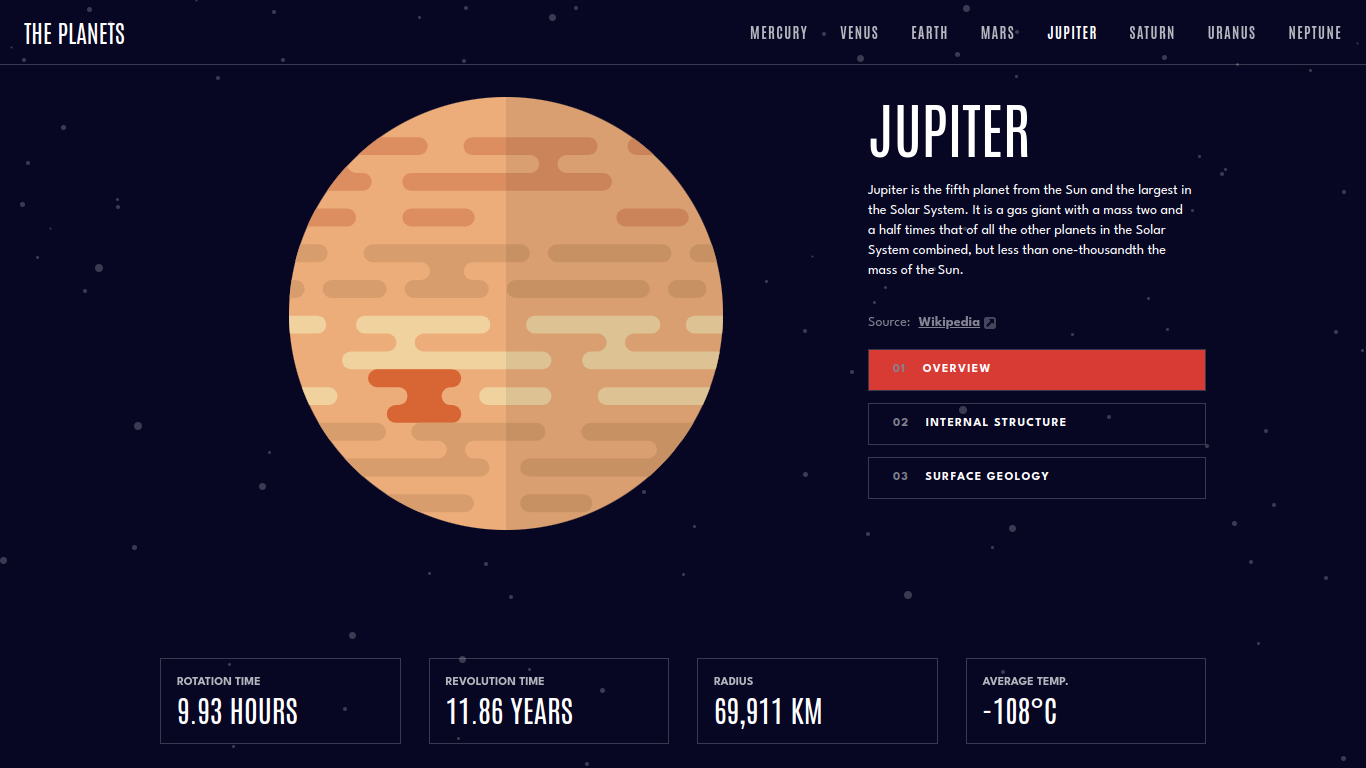 THE PLANETS
MERCURY VENUS EARTH MARS JUPITER SATURN URANUS NEPTUNE
JUPITER
Jupiter is the fifth planet from the Sun and the largest in
the Solar System. It is a gas giant with a mass two and
a half times that of all the other planets in the Solar
System combined, but less than one-thousandth the
mass of the Sun.
Source: Wikipedia
01 OVERVIEW
02 INTERNAL STRUCTURE
03 SURFACE GEOLOGY
ROTATION TIME
9.93 HOURS
REVOLUTION TIME
11.86 YEARS
RADIUS
69,911 KM
AVERAGE TEMP.
-108°C